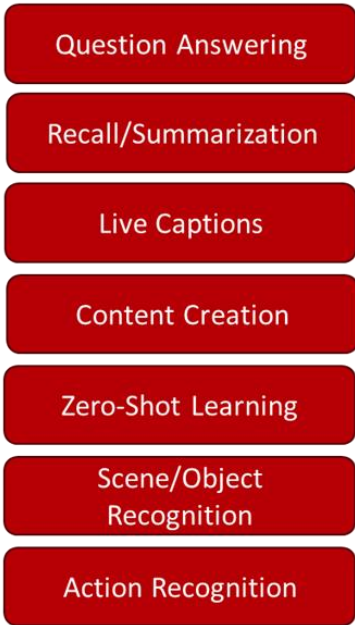 Question Answering
Recall/Summarization
Live Captions
Content Creation
Zero-Shot Learning
Scene/Object
Recognition
Action Recognition